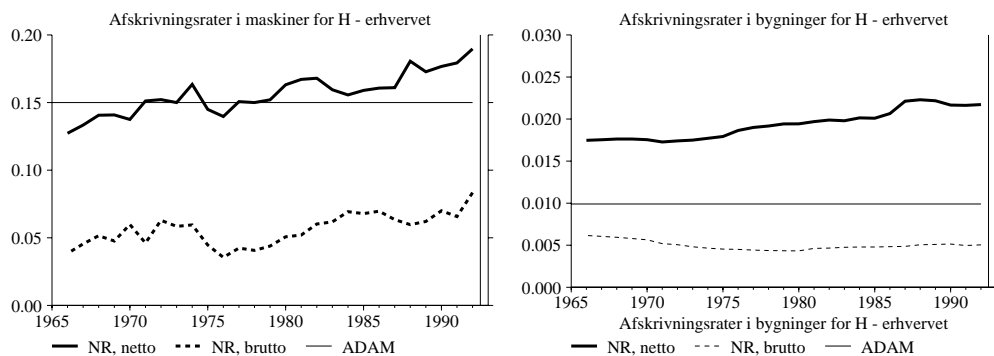 Afskrivningsrater i maskiner for H - erhvervet
0.20
0.15
0.10
0.05
0.00
1965 1970 1975 1980 1985 1990
NR, netto NR, brutto ADAM
Afskrivningsrater i bygninger for H - erhvervet
0.030
0.025
0.020
0.015
0.010
0.005
0.000
1965 1970 1975 1980 1985 1990
Afskrivningsrater i bygninger for H - erhvervet
NR, netto NR, brutto ADAM